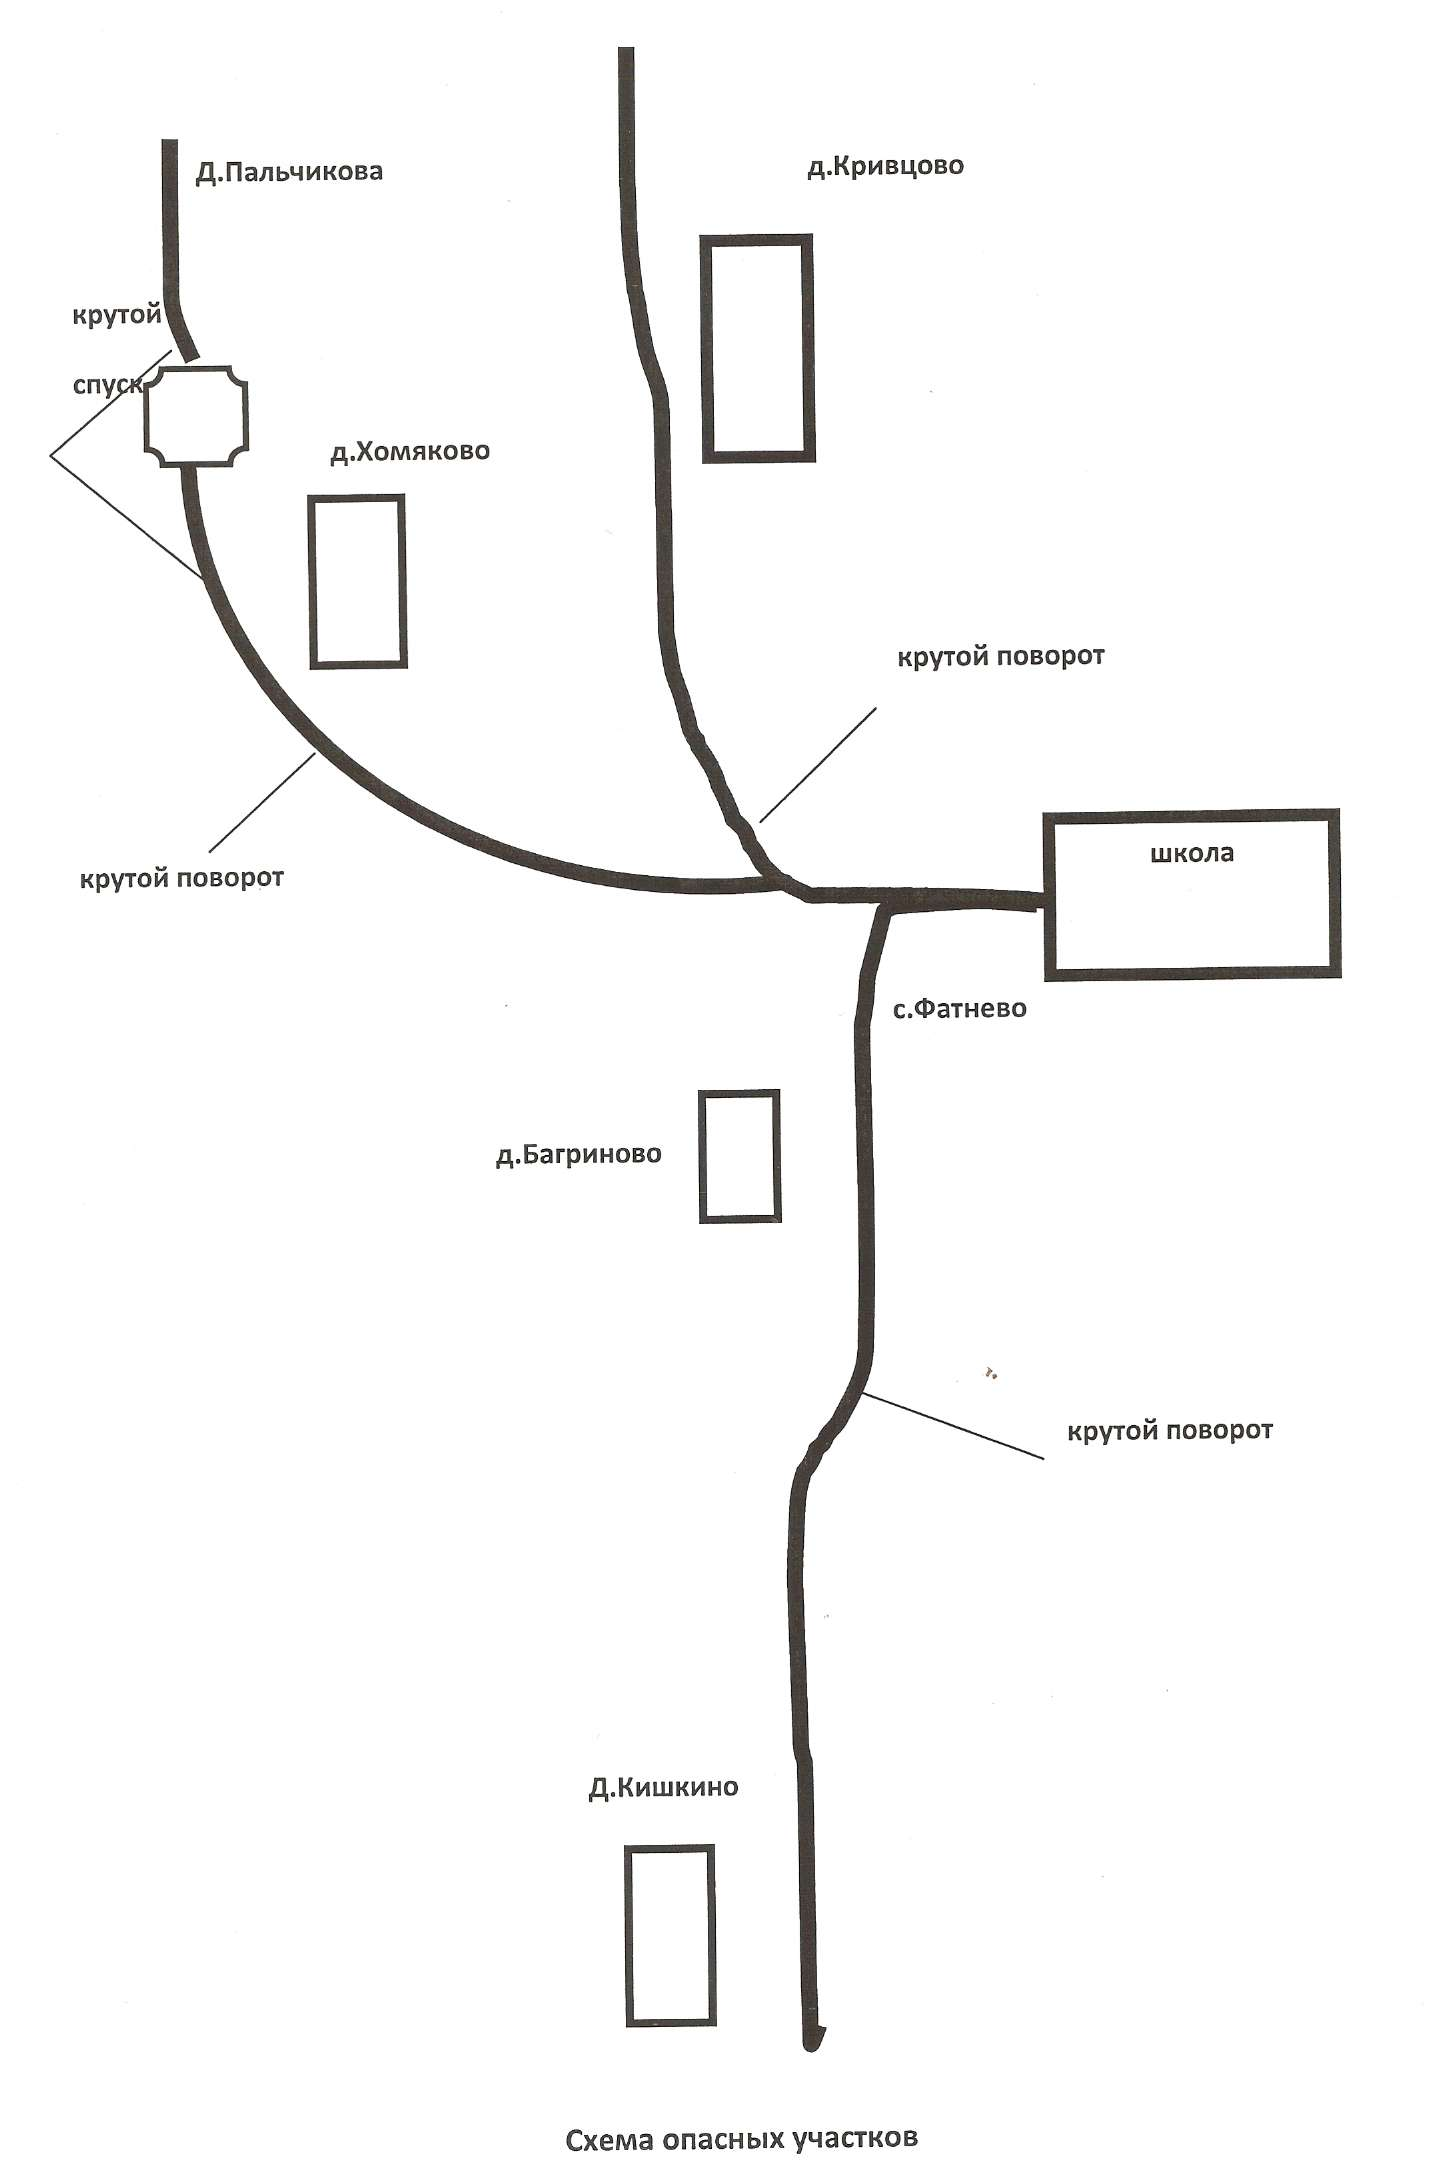 д.Кривцово
Д.Пальчикова
крутой
спуск
д.Хомяково
крутой поворот
школа
крутой поворот
с.Фатнево
д.Багриново
крутой поворот
Д.Кишкино
Схема опасных участков